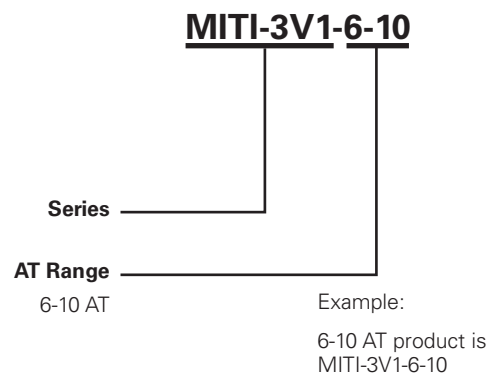 MITI-3V1-6-10
Series
AT Range
6-10 AT
Example:
6-10 AT product is
MITI-3V1-6-10